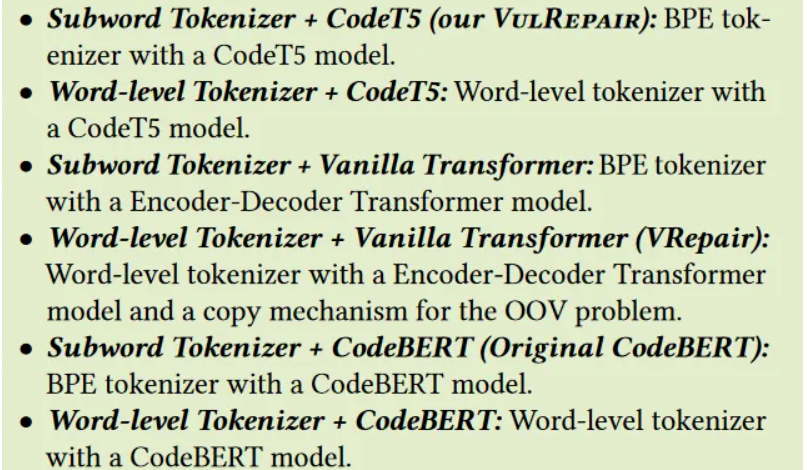 • Subword Tokenizer + CodeT5 (our VulRepair): BPE tok-
enizer with a CodeT5 model.
• Word-level Tokenizer + CodeT5: Word-level tokenizer with
a CodeT5 model.
• Subword Tokenizer + Vanilla Transformer: BPE tokenizer
with a Encoder-Decoder Transformer model.
• Word-level Tokenizer + Vanilla Transformer (VRepair):
Word-level tokenizer with a Encoder-Decoder Transformer
model and a copy mechanism for the OOV problem.
• Subword Tokenizer + CodeBERT (Original CodeBERT):
BPE tokenizer with a CodeBERT model.
• Word-level Tokenizer + CodeBERT: Word-level tokenizer
with a CodeBERT model.